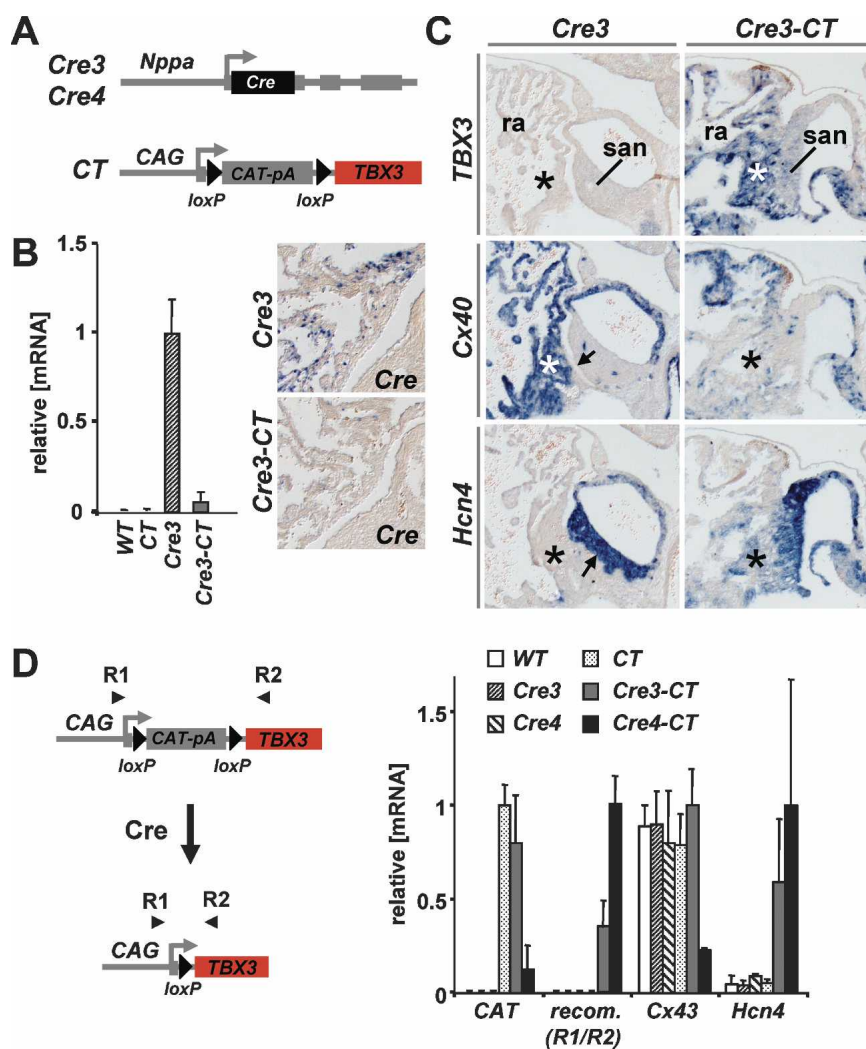 A
Cre3
Cre4
Nppa
Cre
CT
CAG
CAT-pA
TBX3
loxP
loxP
B
1.5
1
0.5
0
relative [mRNA]
WT
CT
Cre3
Cre3-CT
Cre3
Cre
Cre3-CT
Cre
C
Cre3
Cre3-CT
TBX3
ra
*
san
ra
*
san
Cx40
*
*
Hcn4
*
*
D
R1
R2
CAG
CAT-pA
TBX3
loxP
loxP
Cre
R1
R2
CAG
TBX3
loxP
WT
CT
Cre3
Cre3-CT
Cre4
Cre4-CT
1.5
1
0.5
0
relative [mRNA]
CAT
recom.
(R1/R2)
Cx43
Hcn4